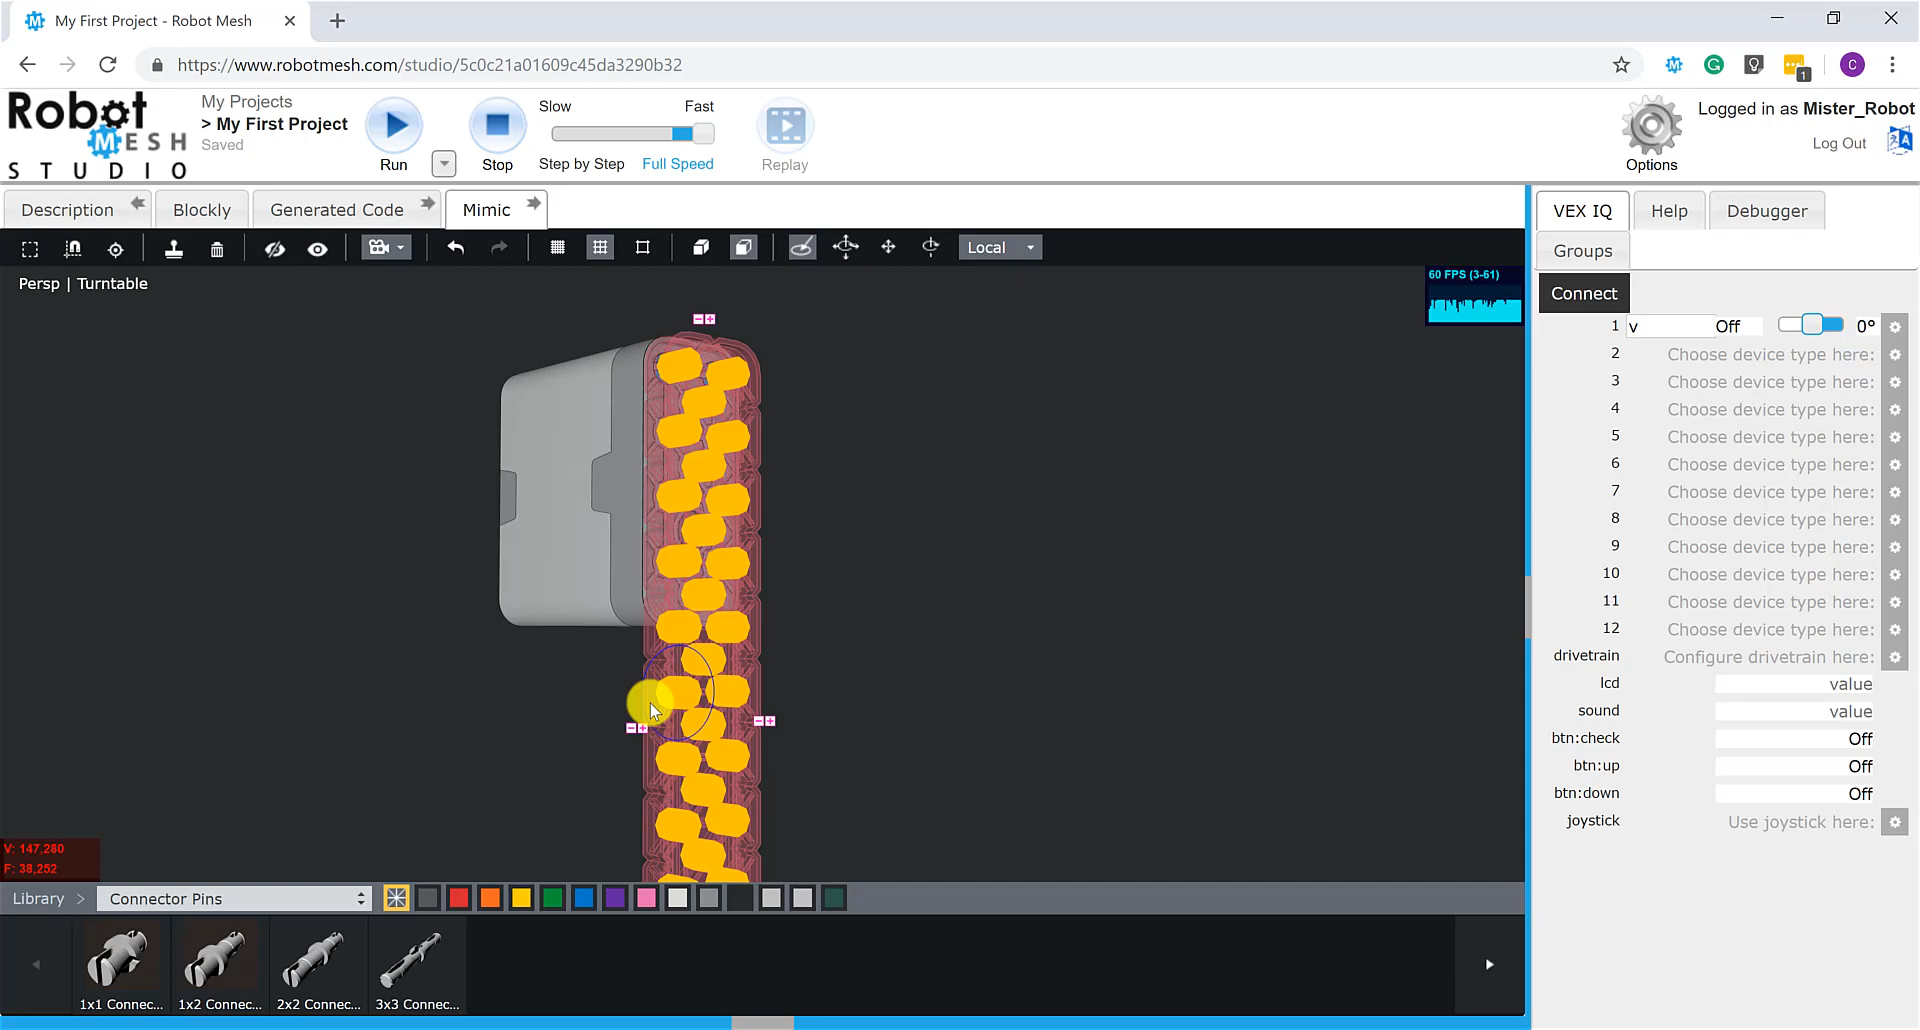 My First Project - Robot Mesh
https://www.robotmesh.com/studio/5c0c21a01609c45da3290b32
1
C
Robot
MESH
STUDIO
My Projects
> My First Project
Saved
Run
Stop
Slow Fast
Step by Step Full Speed
Replay
Options
Logged in as Mister_Robot
Log Out
Description
Blockly
Generated Code
Mimic
VEX IQ
Help
Debugger
Groups
Local
Persp | Turntable
60 FPS (3-61)
Connect
1 v Off 0°
2 Choose device type here:
3 Choose device type here:
4 Choose device type here:
5 Choose device type here:
6 Choose device type here:
7 Choose device type here:
8 Choose device type here:
9 Choose device type here:
10 Choose device type here:
11 Choose device type here:
12 Choose device type here:
drivetrain Configure drivetrain here:
lcd value
sound value
btn:check Off
btn:up Off
btn:down Off
joystick Use joystick here:
V: 147,280
F: 38,252
Library > Connector Pins
1x1 Connec...
1x2 Connec...
2x2 Connec...
3x3 Connec...